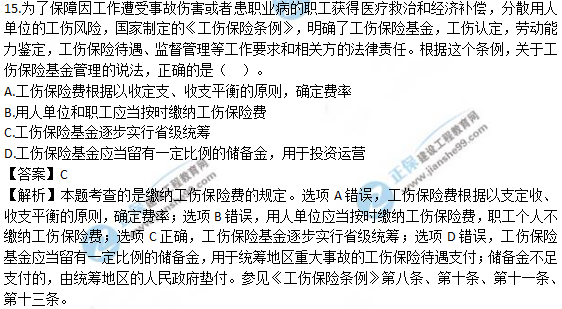 15.为了保障因工作遭受事故伤害或者患职业病的职工获得医疗救治和经济补偿，分散用人
单位的工伤风险，国家制定的《工伤保险条例》，明确了工伤保险基金，工伤认定，劳动能
力鉴定，工伤保险待遇、监督管理等工作要求和相关方的法律责任。根据这个条例，关于工
伤保险基金管理的说法，正确的是（ ）。
A.工伤保险费根据以收定支、收支平衡的原则，确定费率
B.用人单位和职工应当按时缴纳工伤保险费
C.工伤保险基金逐步实行省级统筹
D.工伤保险基金应当留有一定比例的储备金，用于投资运营
【答案】C
【解析】本题考查的是缴纳工伤保险费的规定。选项 A 错误，工伤保险费根据以支定收、
收支平衡的原则，确定费率；选项 B 错误，用人单位应当按时缴纳工伤保险费，职工个人不
缴纳工伤保险费；选项 C 正确，工伤保险基金逐步实行省级统筹；选项 D 错误，工伤保险
基金应当留有一定比例的储备金，用于统筹地区重大事故的工伤保险待遇支付；储备金不足
支付的，由统筹地区的人民政府垫付。参见《工伤保险条例》第八条、第十条、第十一条、
第十三条。
正保建设工程教育网
www.jianshe99.com